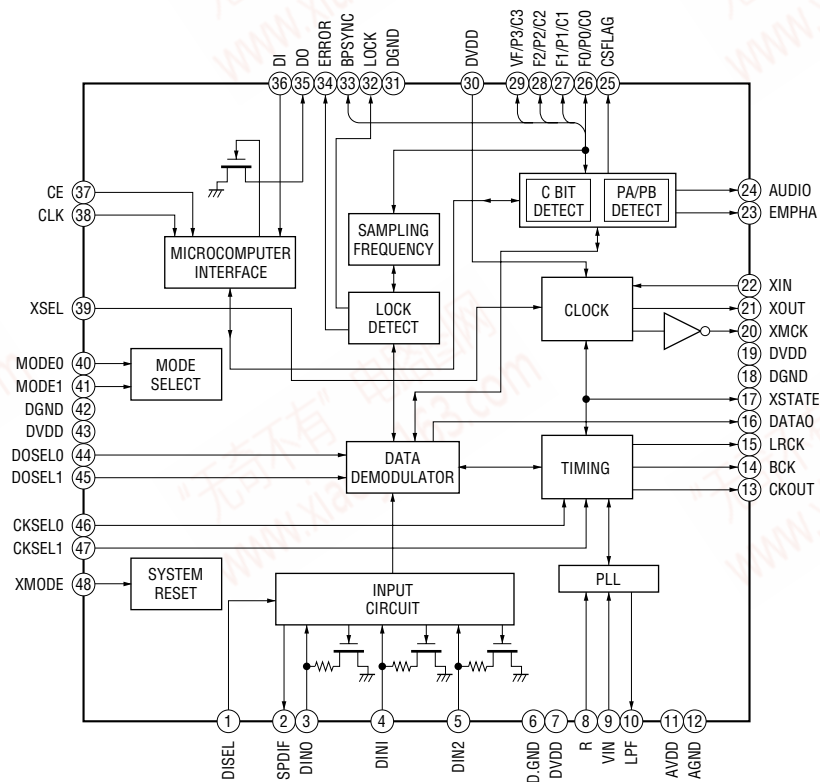 DI
DO
ERROR
BPSYNC
LOCK
DGND
DVDD
VF/P3/C3
F2/P2/C2
F1/P1/C1
F0/P0/C0
CSFLAG
36
35
34
33
32
31
30
29
28
27
26
25
CE 37
CLK 38
XSEL 39
MODE0 40
MODE1 41
DGND 42
DVDD 43
DOSEL0 44
DOSEL1 45
CKSEL0 46
CKSEL1 47
XMODE 48
MICROCOMPUTER
INTERFACE
SAMPLING
FREQUENCY
LOCK
DETECT
C BIT
DETECT
PA/PB
DETECT
CLOCK
MODE
SELECT
DATA
DEMODULATOR
TIMING
SYSTEM
RESET
INPUT
CIRCUIT
PLL
24 AUDIO
23 EMPHA
22 XIN
21 XOUT
20 XMCK
19 DVDD
18 DGND
17 XSTATE
16 DATAO
15 LRCK
14 BCK
13 CKOUT
1
2
3
4
5
6
7
8
9
10
11
12
DISEL
SPDIF
DINO
DINI
DIN2
D.GND
DVDD
R
VIN
LPF
AVDD
AGND
"无奇不有"